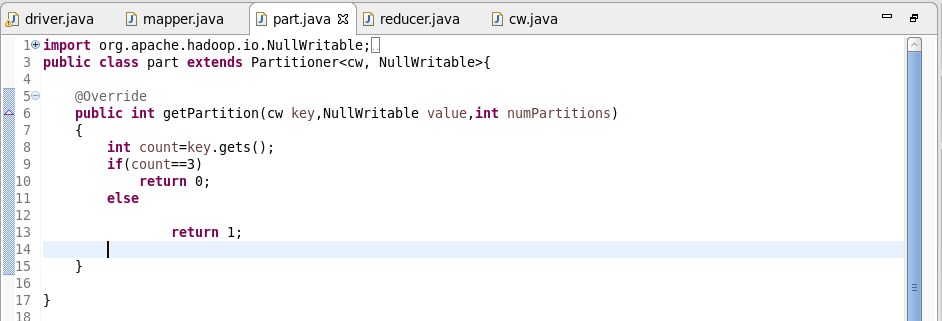 driver.java mapper.java part.java reducer.java cw.java
1 import org.apache.hadoop.io.NullWritable;
3 public class part extends Partitioner<cw, NullWritable>{
4
5 @Override
6 public int getPartition(cw key,NullWritable value,int numPartitions)
7 {
8 int count=key.gets();
9 if(count==3)
10 return 0;
11 else
12
13 return 1;
14
15 }
16
17 }
18